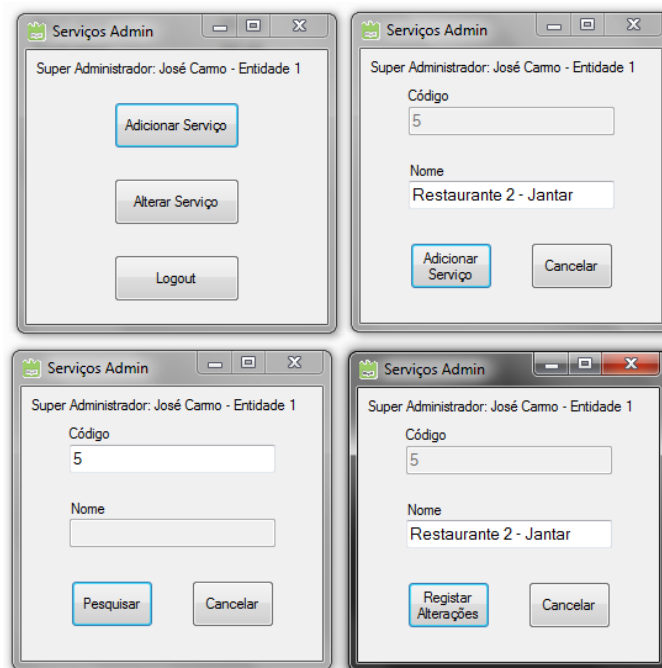 Serviços Admin
Super Administrador: José Carmo - Entidade 1
Adicionar Serviço
Alterar Serviço
Logout
Serviços Admin
Super Administrador: José Carmo - Entidade 1
Código
5
Nome
Restaurante 2 - Jantar
Adicionar
Serviço
Cancelar
Serviços Admin
Super Administrador: José Carmo - Entidade 1
Código
5
Nome
Pesquisar
Cancelar
Serviços Admin
Super Administrador: José Carmo - Entidade 1
Código
5
Nome
Restaurante 2 - Jantar
Registar
Alterações
Cancelar